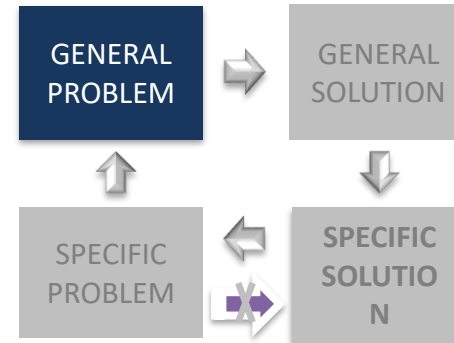 GENERAL
PROBLEM
GENERAL
SOLUTION
SPECIFIC
PROBLEM
SPECIFIC
SOLUTIO
N